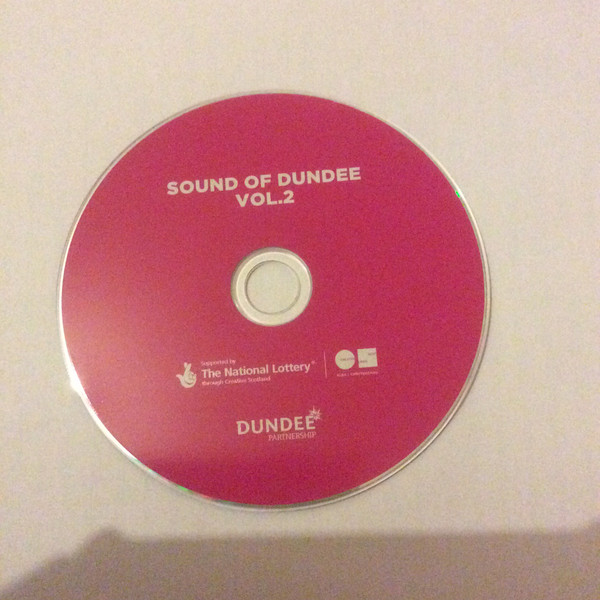 SOUND OF DUNDEE
VOL.2
Supported by
The National Lottery®
through Creative Scotland
DUNDEE
PARTNERSHIP